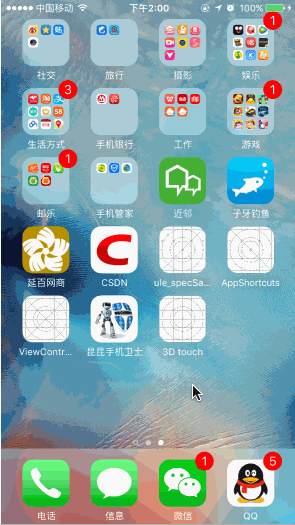 中国移动 下午2:00 100%
1
社交 旅行 摄影 娱乐
3 1
生活方式 手机银行 工作 游戏
1
邮乐 手机管家 近邻 子牙钓鱼
延百网商 CSDN ule_specSa... AppShortcuts
ViewContr... 昆昆手机卫士 3D touch
1 5
电话 信息 微信 QQ